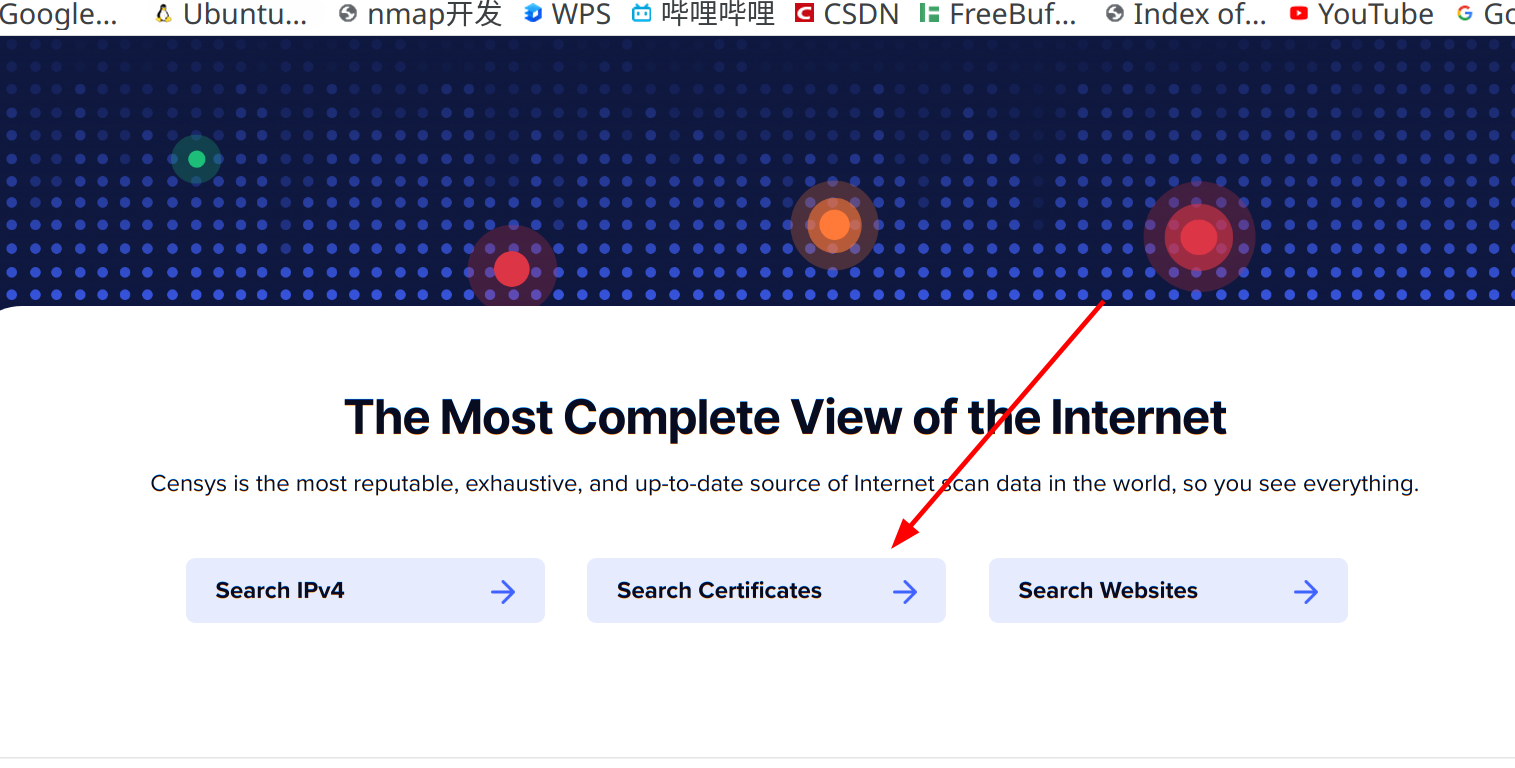 Google... Ubuntu... nmap开发 WPS 哔哩哔哩 CSDN FreeBuf... Index of... YouTube Go
The Most Complete View of the Internet
Censys is the most reputable, exhaustive, and up-to-date source of Internet scan data in the world, so you see everything.
Search IPv4 Search Certificates Search Websites